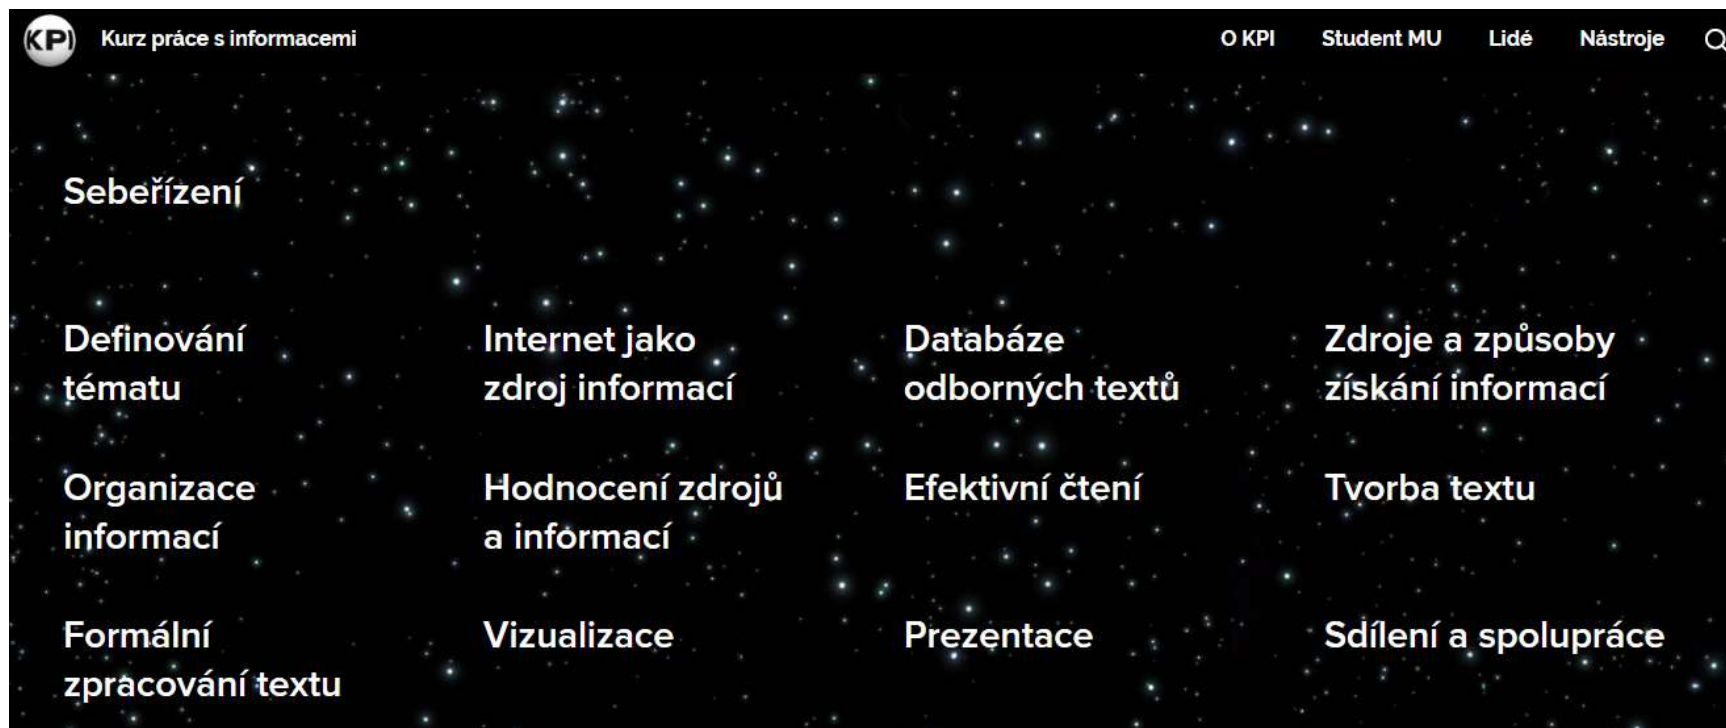 KPI Kurz práce s informacemi O KPI Student MU Lidé Nástroje
Sebeřízení
Definování
tématu
Internet jako
zdroj informací
Databáze
odborných textů
Zdroje a způsoby
získání informací
Organizace
informací
Hodnocení zdrojů
a informací
Efektivní čtení
Tvorba textu
Formální
zpracování textu
Vizualizace
Prezentace
Sdílení a spolupráce